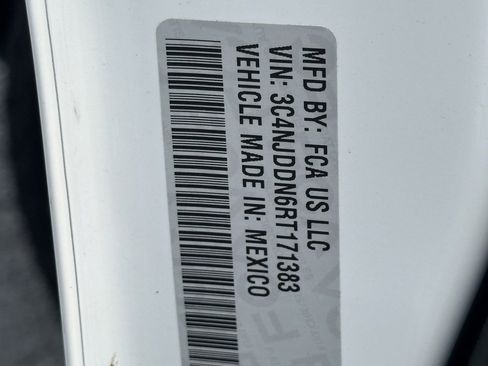 MFD BY: FCA US LLC
VIN: 3C4NJDDN6RT171383
VEHICLE MADE IN: MEXICO